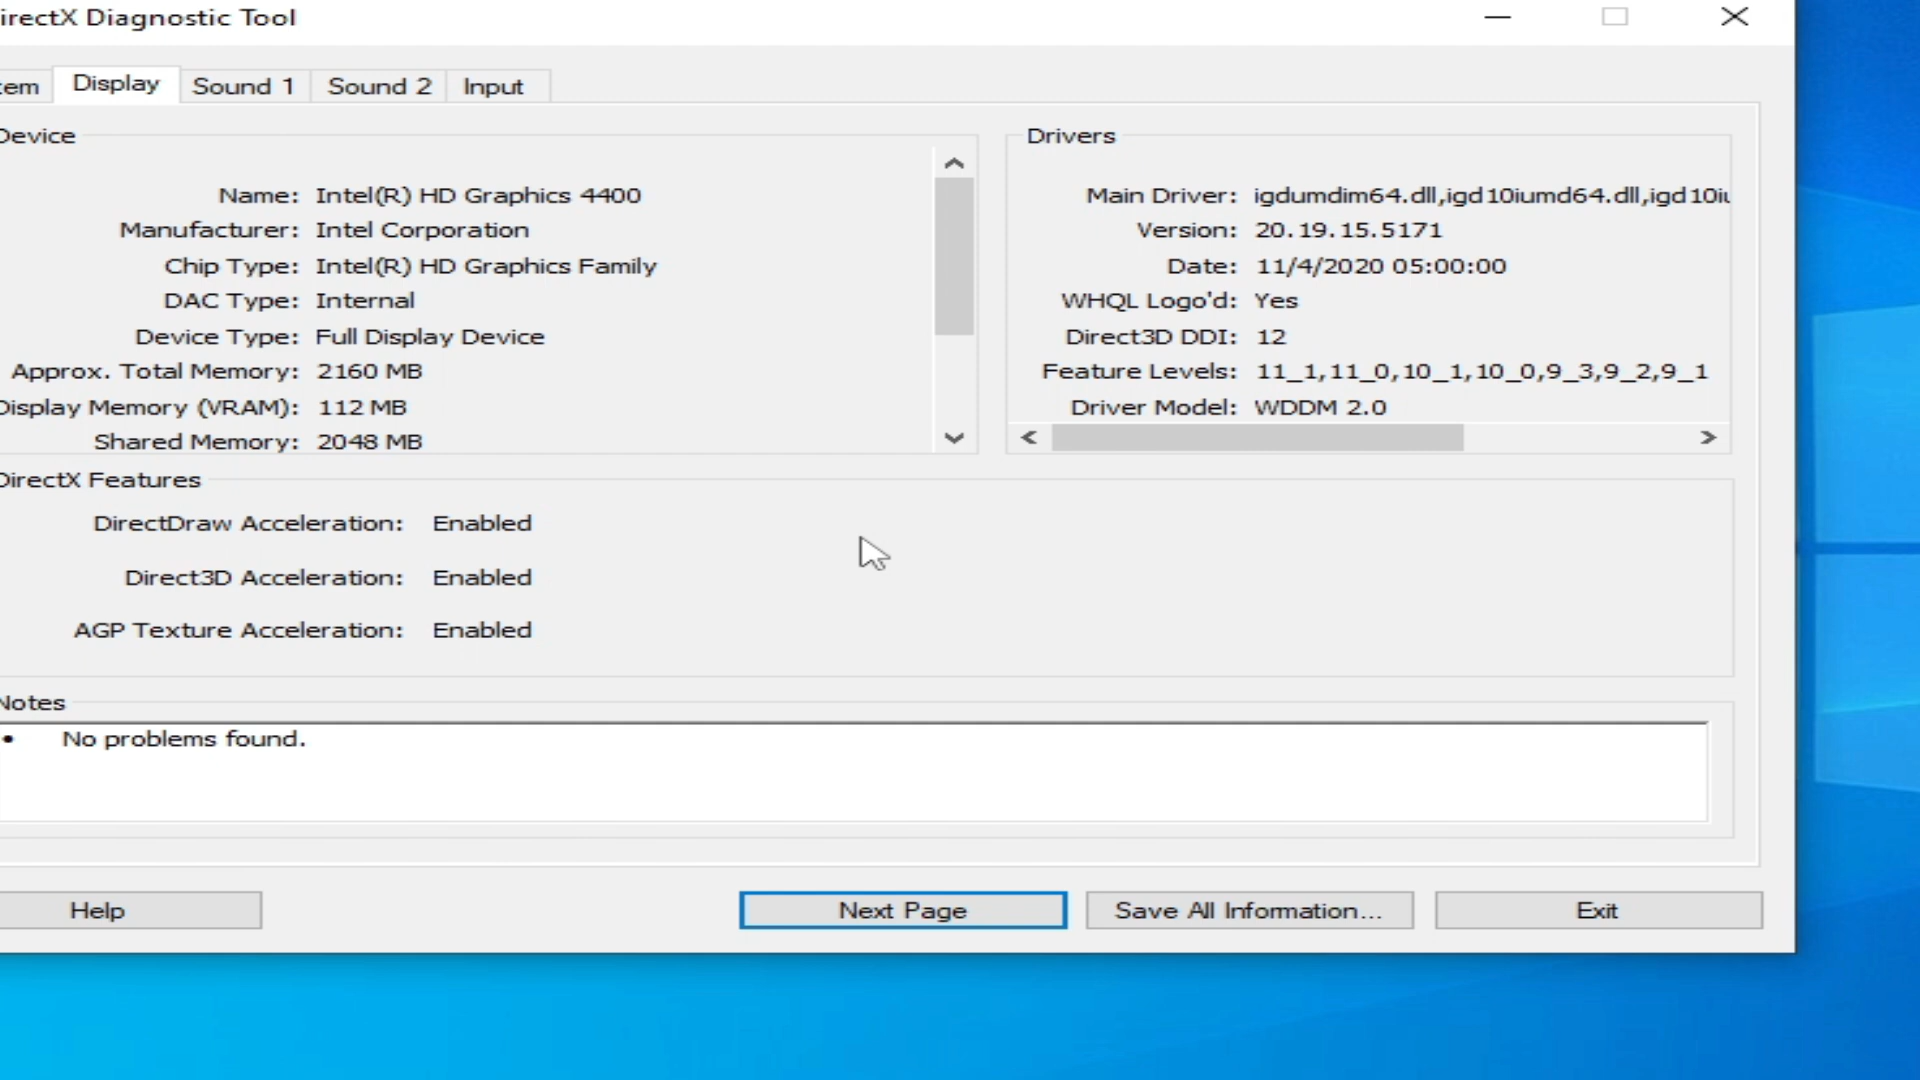 irectX Diagnostic Tool
tem Display Sound 1 Sound 2 Input
Device
Name: Intel(R) HD Graphics 4400
Manufacturer: Intel Corporation
Chip Type: Intel(R) HD Graphics Family
DAC Type: Internal
Device Type: Full Display Device
Approx. Total Memory: 2160 MB
Display Memory (VRAM): 112 MB
Shared Memory: 2048 MB
Drivers
Main Driver: igdumdim64.dll,igd10iumd64.dll,igd10iu
Version: 20.19.15.5171
Date: 11/4/2020 05:00:00
WHQL Logo'd: Yes
Direct3D DDI: 12
Feature Levels: 11_1,11_0,10_1,10_0,9_3,9_2,9_1
Driver Model: WDDM 2.0
DirectX Features
DirectDraw Acceleration: Enabled
Direct3D Acceleration: Enabled
AGP Texture Acceleration: Enabled
Notes
• No problems found.
Help Next Page Save All Information... Exit